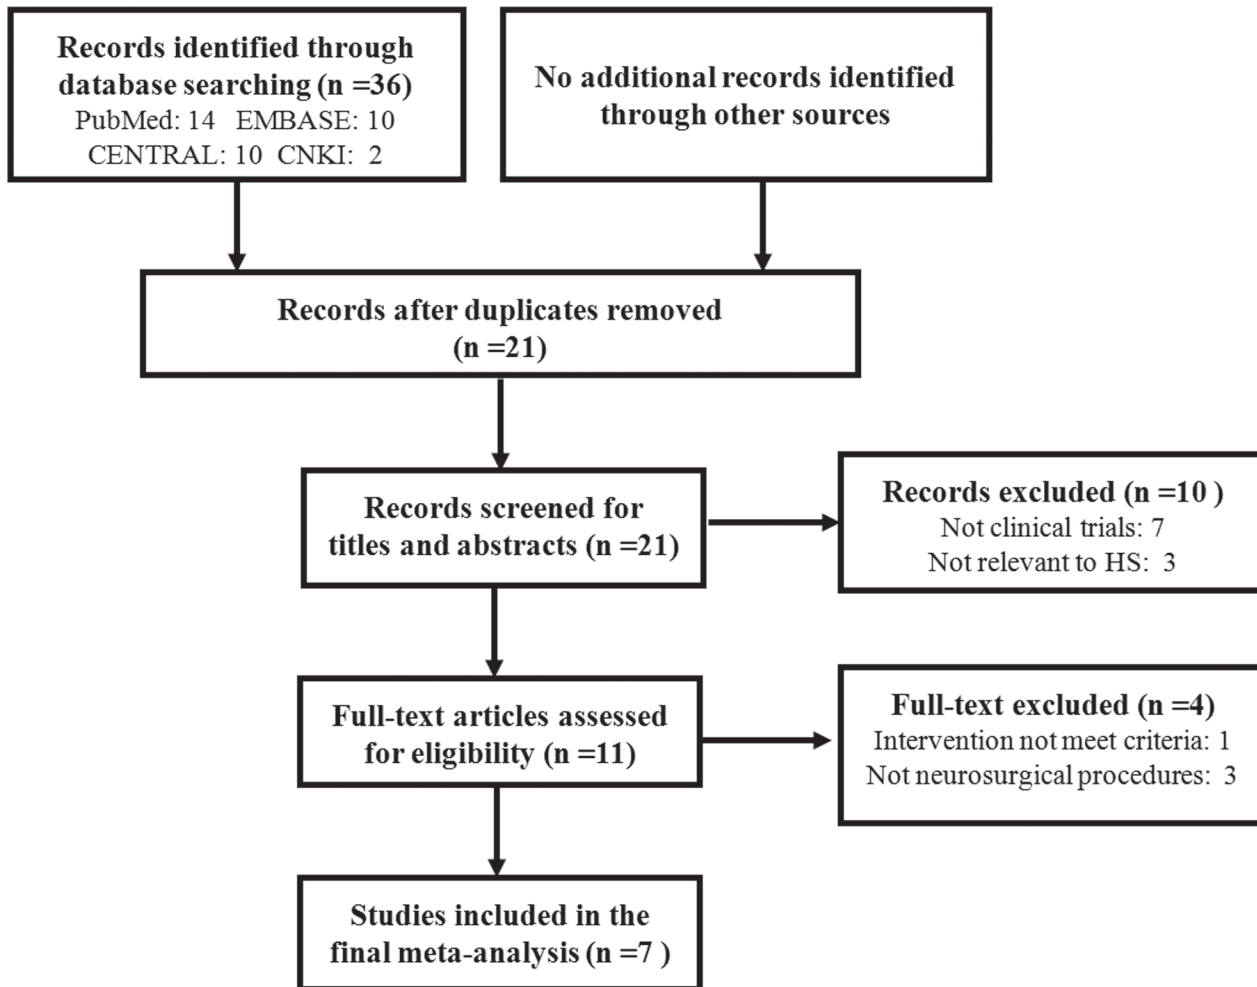 Records identified through
database searching (n =36)
PubMed: 14 EMBASE: 10
CENTRAL: 10 CNKI: 2
No additional records identified
through other sources
Records after duplicates removed
(n =21)
Records screened for
titles and abstracts (n =21)
Records excluded (n =10 )
Not clinical trials: 7
Not relevant to HS: 3
Full-text articles assessed
for eligibility (n =11)
Full-text excluded (n =4)
Intervention not meet criteria: 1
Not neurosurgical procedures: 3
Studies included in the
final meta-analysis (n =7 )